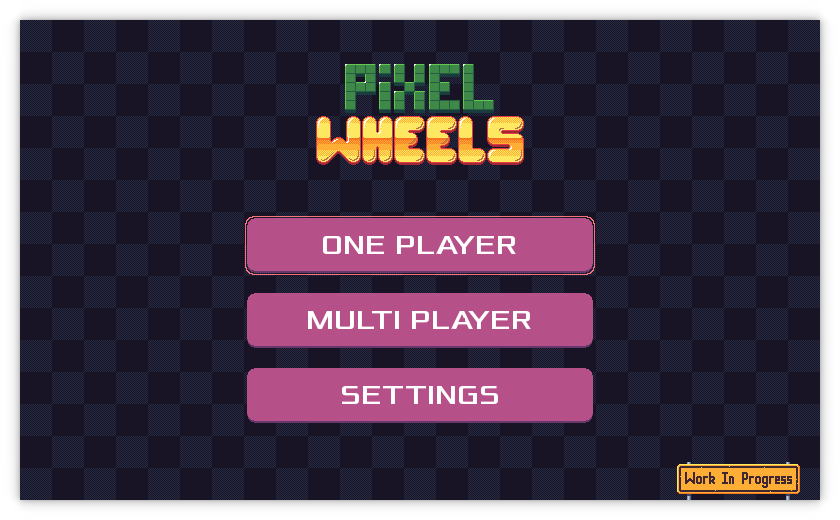 PIXEL
WHEELS
ONE PLAYER
MULTI PLAYER
SETTINGS
Work In Progress